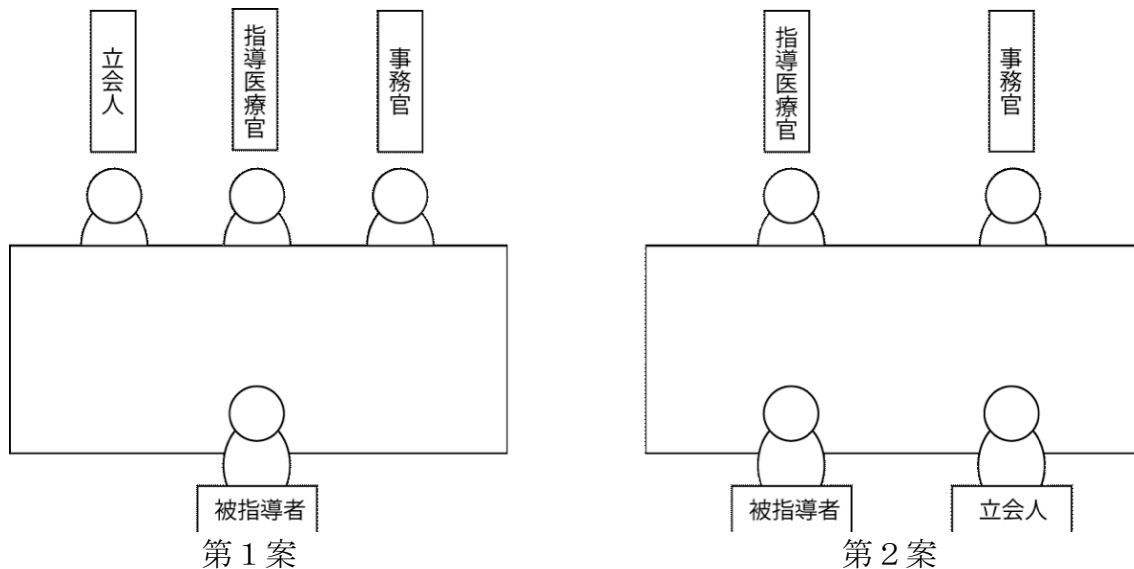 立会人
指導医療官
事務官
被指導者
第１案
指導医療官
事務官
被指導者
立会人
第２案